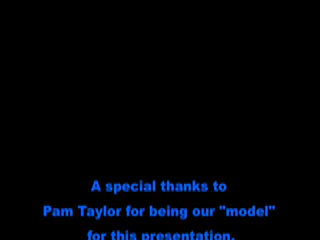 A special thanks to
Pam Taylor for being our "model"
for this presentation.